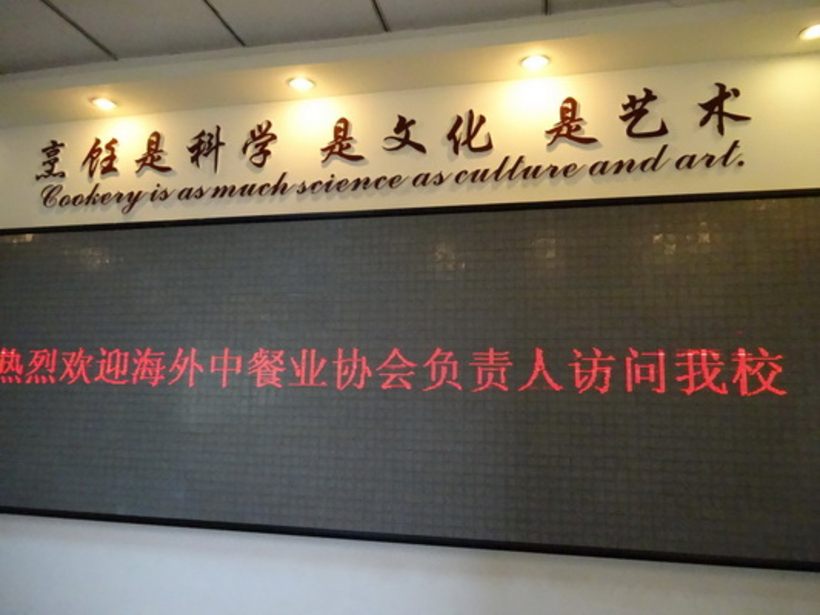 烹饪是科学 是文化 是艺术
Cookery is as much science as culture and art.
热烈欢迎海外中餐业协会负责人访问我校